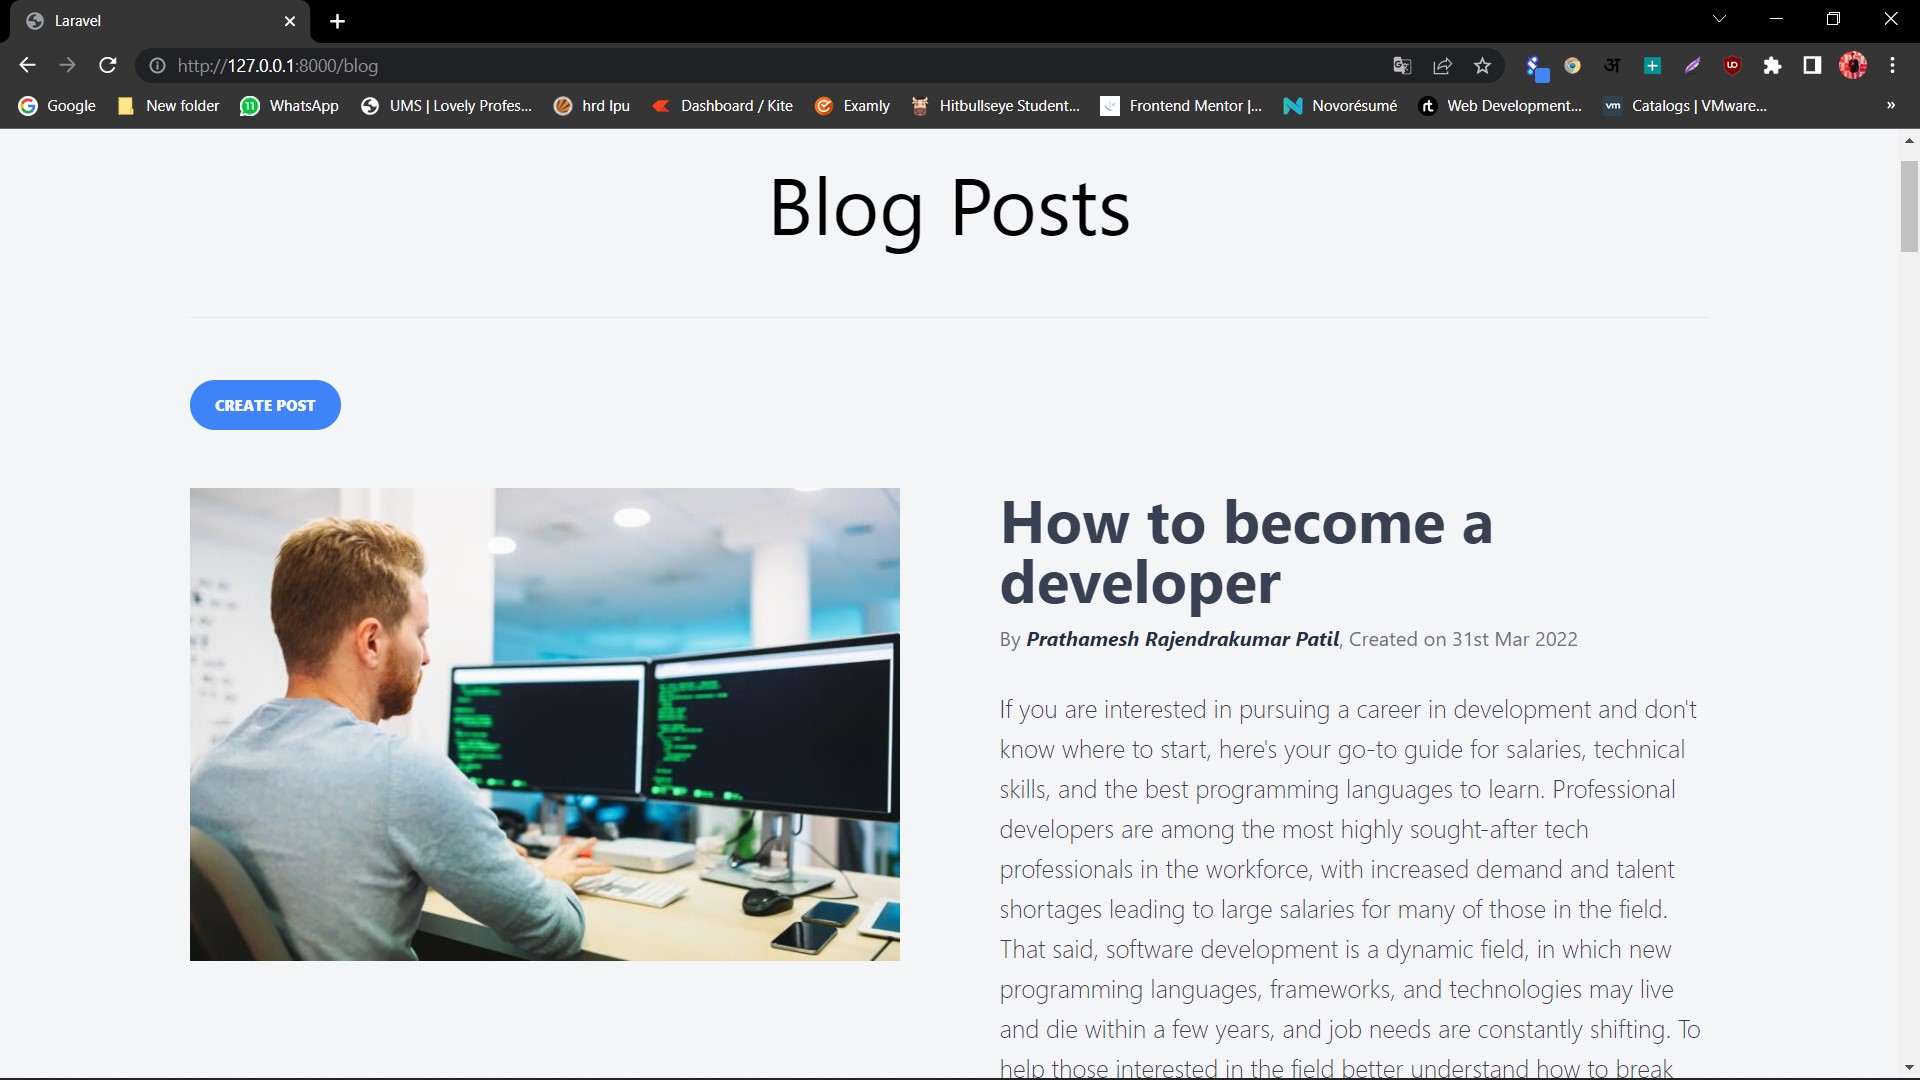 Laravel
http://127.0.0.1:8000/blog
अ
UD
Google
New folder
11
WhatsApp
UMS | Lovely Profes...
hrd lpu
Dashboard / Kite
Examly
Hitbullseye Student...
Frontend Mentor |...
Novorésumé
rt
Web Development...
vm
Catalogs | VMware...
»
Blog Posts
CREATE POST
How to become a
developer
By Prathamesh Rajendrakumar Patil, Created on 31st Mar 2022
If you are interested in pursuing a career in development and don't
know where to start, here's your go-to guide for salaries, technical
skills, and the best programming languages to learn. Professional
developers are among the most highly sought-after tech
professionals in the workforce, with increased demand and talent
shortages leading to large salaries for many of those in the field.
That said, software development is a dynamic field, in which new
programming languages, frameworks, and technologies may live
and die within a few years, and job needs are constantly shifting. To
help those interested in the field better understand how to break